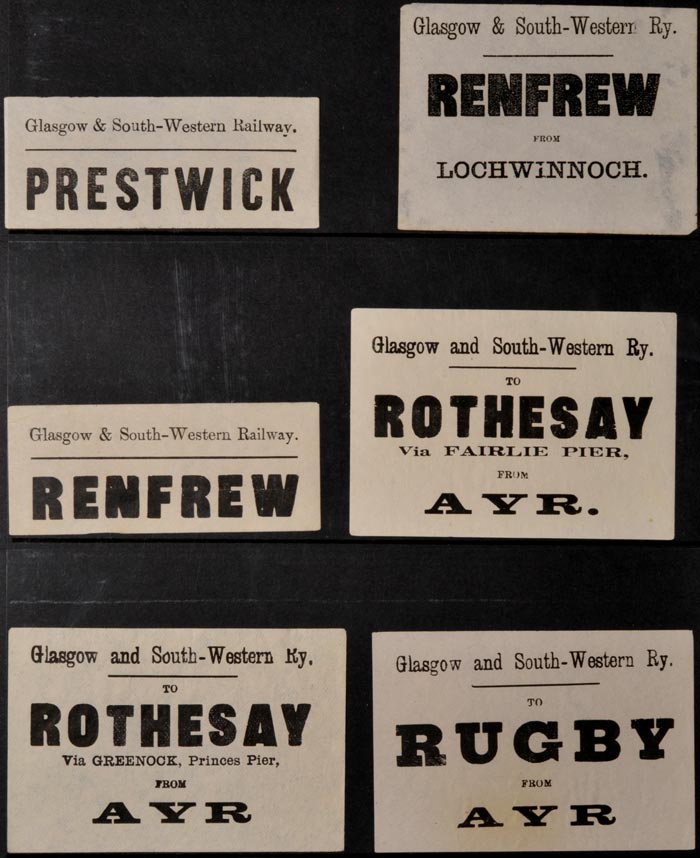 Glasgow & South-Western Railway.
PRESTWICK
Glasgow & South-Western Ry.
RENFREW
FROM
LOCHWINNOCH.
Glasgow & South-Western Railway.
RENFREW
Glasgow and South-Western Ry.
TO
ROTHESAY
Via FAIRLIE PIER,
FROM
AYR.
Glasgow and South-Western Ry.
TO
ROTHESAY
Via GREENOCK, Princes Pier,
FROM
AYR
Glasgow and South-Western Ry.
TO
RUGBY
FROM
AYR